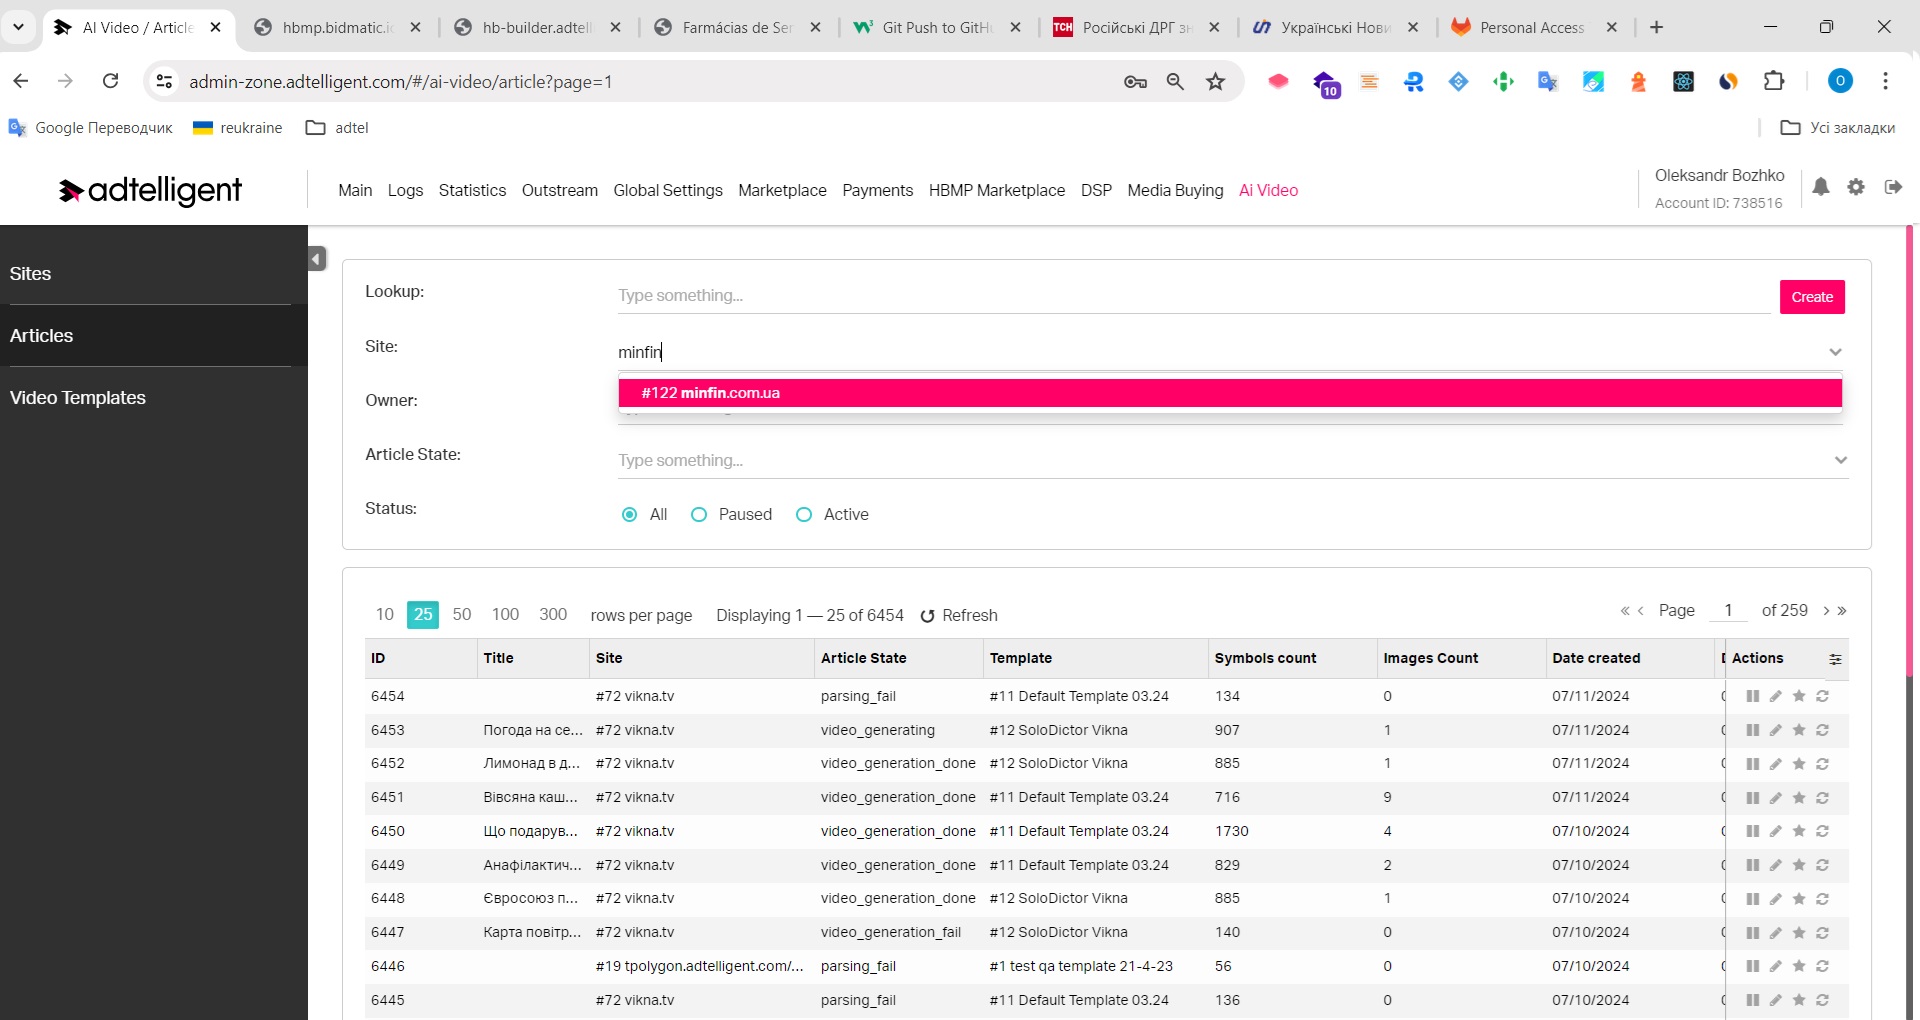 AI Video / Article
hbmp.bidmatic.io
hb-builder.adtelli
Farmácias de Ser
Git Push to GitHu
ТСН Російські ДРГ зн
Українські Нови
Personal Access
admin-zone.adtelligent.com/#/ai-video/article?page=1
10
O
Google Переводчик
reukraine
adtel
Усі закладки
adtelligent
Main Logs Statistics Outstream Global Settings Marketplace Payments HBMP Marketplace DSP Media Buying Ai Video
Oleksandr Bozhko
Account ID: 738516
Sites
Articles
Video Templates
Lookup: Type something... Create
Site: minfin
#122 minfin.com.ua
Owner:
Article State: Type something...
Status: All Paused Active
10 25 50 100 300 rows per page Displaying 1 — 25 of 6454 Refresh « < Page 1 of 259 > »
ID Title Site Article State Template Symbols count Images Count Date created Actions
6454 #72 vikna.tv parsing_fail #11 Default Template 03.24 134 0 07/11/2024
6453 Погода на се... #72 vikna.tv video_generating #12 SoloDictor Vikna 907 1 07/11/2024
6452 Лимонад в д... #72 vikna.tv video_generation_done #12 SoloDictor Vikna 885 1 07/11/2024
6451 Вівсяна каш... #72 vikna.tv video_generation_done #11 Default Template 03.24 716 9 07/11/2024
6450 Що подарув... #72 vikna.tv video_generation_done #11 Default Template 03.24 1730 4 07/10/2024
6449 Анафілактич... #72 vikna.tv video_generation_done #11 Default Template 03.24 829 2 07/10/2024
6448 Євросоюз п... #72 vikna.tv video_generation_done #12 SoloDictor Vikna 885 1 07/10/2024
6447 Карта повітр... #72 vikna.tv video_generation_fail #12 SoloDictor Vikna 140 0 07/10/2024
6446 #19 tpolygon.adtelligent.com/... parsing_fail #1 test qa template 21-4-23 56 0 07/10/2024
6445 #72 vikna.tv parsing_fail #11 Default Template 03.24 136 0 07/10/2024